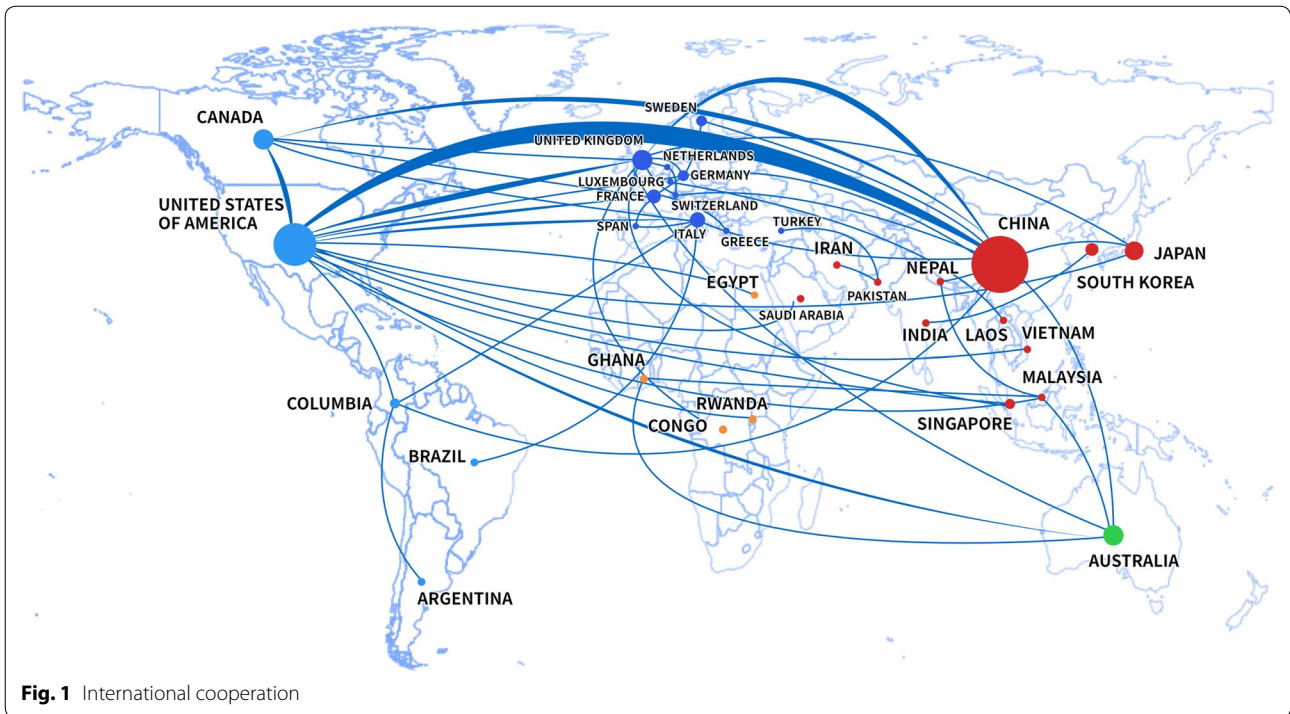 SWEDEN
CANADA
UNITED KINGDOM
NETHERLANDS
GERMANY
LUXEMBOURG
FRANCE
UNITED STATES
OF AMERICA
SWITZERLAND
SPAN
ITALY
TURKEY
GREECE
CHINA
IRAN
JAPAN
NEPAL
EGYPT
SOUTH KOREA
PAKISTAN
SAUDI ARABIA
INDIA
LAOS
VIETNAM
GHANA
MALAYSIA
COLUMBIA
RWANDA
CONGO
SINGAPORE
BRAZIL
AUSTRALIA
ARGENTINA
Fig. 1 International cooperation